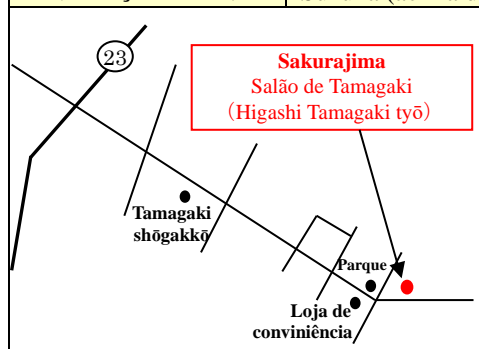 23
Sakurajima
Salão de Tamagaki
(Higashi Tamagaki tyō)
Tamagaki
shōgakkō
Parque
Loja de
conviniência